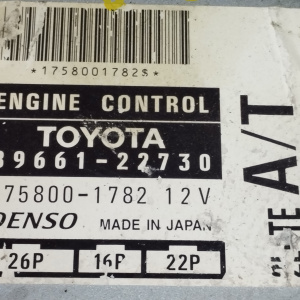 *1758001782$*
ENGINE CONTROL
TOYOTA
89661-22730
175800-1782 12V
DENSO MADE IN JAPAN
26P 16P 22P
A/T